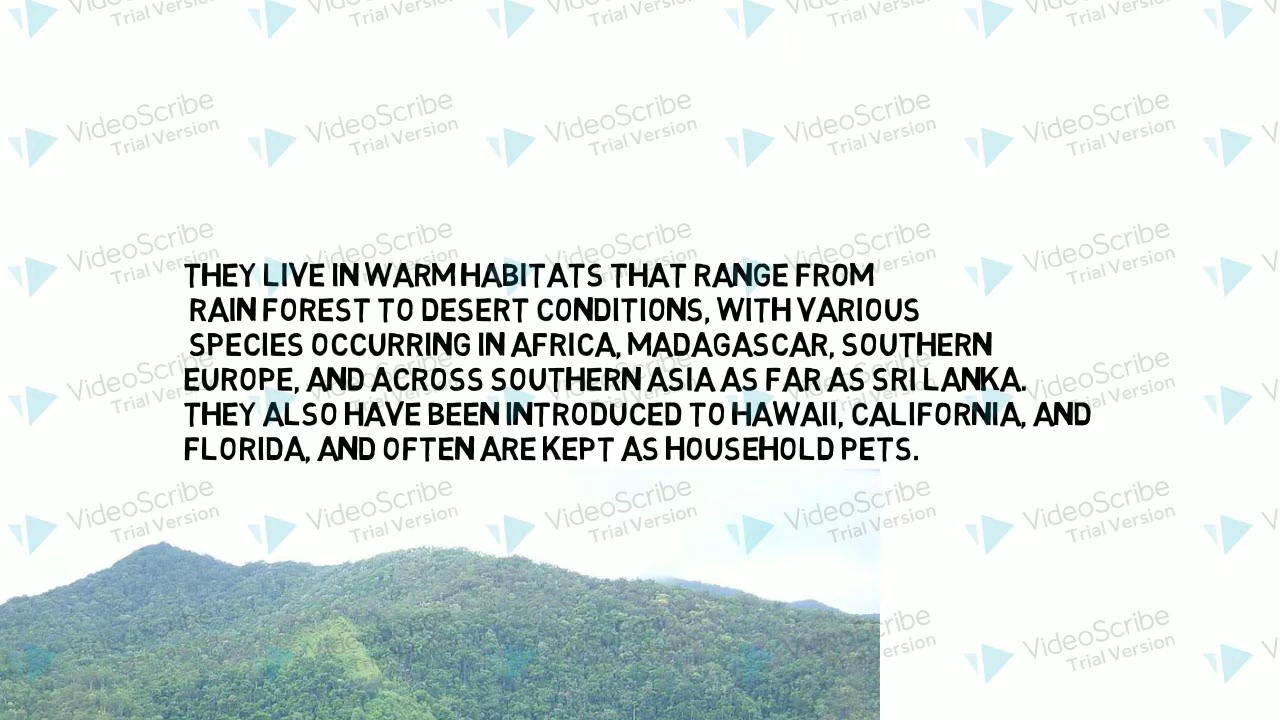 THEY LIVE IN WARM HABITATS THAT RANGE FROM
RAIN FOREST TO DESERT CONDITIONS, WITH VARIOUS
SPECIES OCCURRING IN AFRICA, MADAGASCAR, SOUTHERN
EUROPE, AND ACROSS SOUTHERN ASIA AS FAR AS SRI LANKA.
THEY ALSO HAVE BEEN INTRODUCED TO HAWAII, CALIFORNIA, AND
FLORIDA, AND OFTEN ARE KEPT AS HOUSEHOLD PETS.
VideoScribe
Trial Version